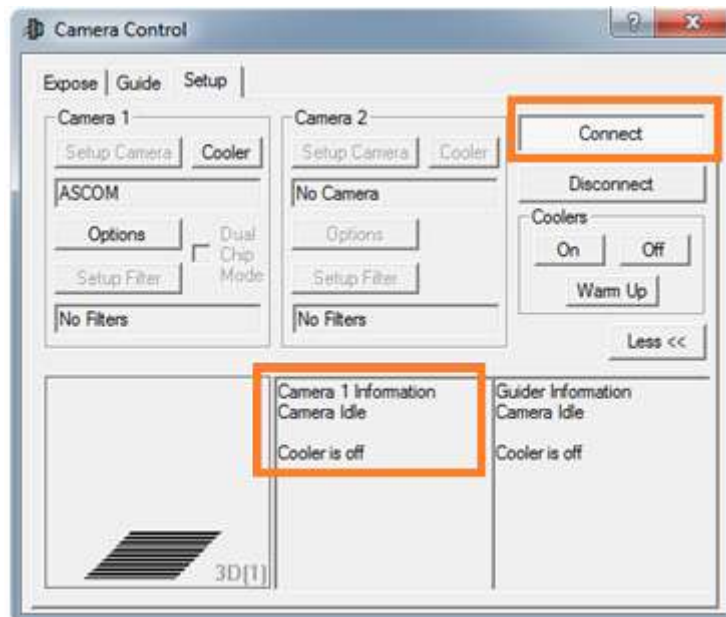 Camera Control
?
Expose
Guide
Setup
Camera 1
Setup Camera
Cooler
ASCOM
Options
Dual
Chip
Mode
Setup Filter
No Filters
Camera 2
Setup Camera
Cooler
No Camera
Options
Setup Filter
No Filters
Connect
Disconnect
Coolers
On
Off
Warm Up
Less <<
3D[1]
Camera 1 Information
Camera Idle
Cooler is off
Guider Information
Camera Idle
Cooler is off